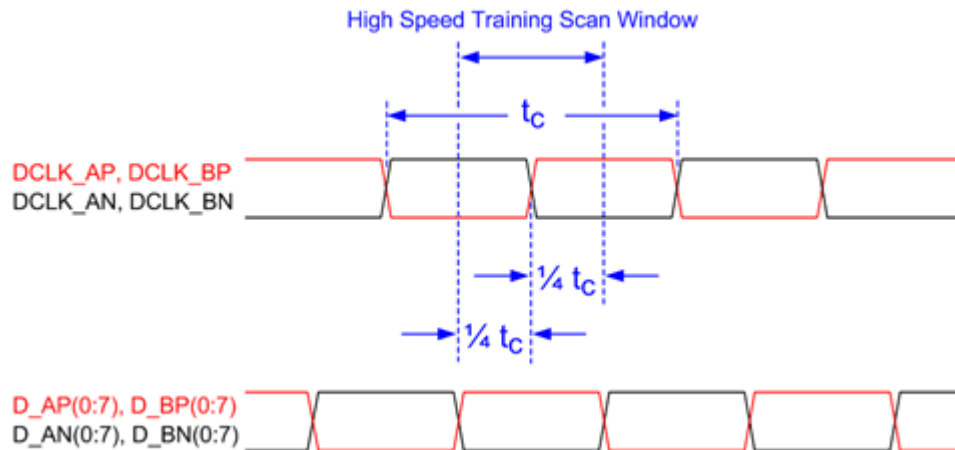 High Speed Training Scan Window
tC
DCLK_AP, DCLK_BP
DCLK_AN, DCLK_BN
¼ tC
¼ tC
D_AP(0:7), D_BP(0:7)
D_AN(0:7), D_BN(0:7)